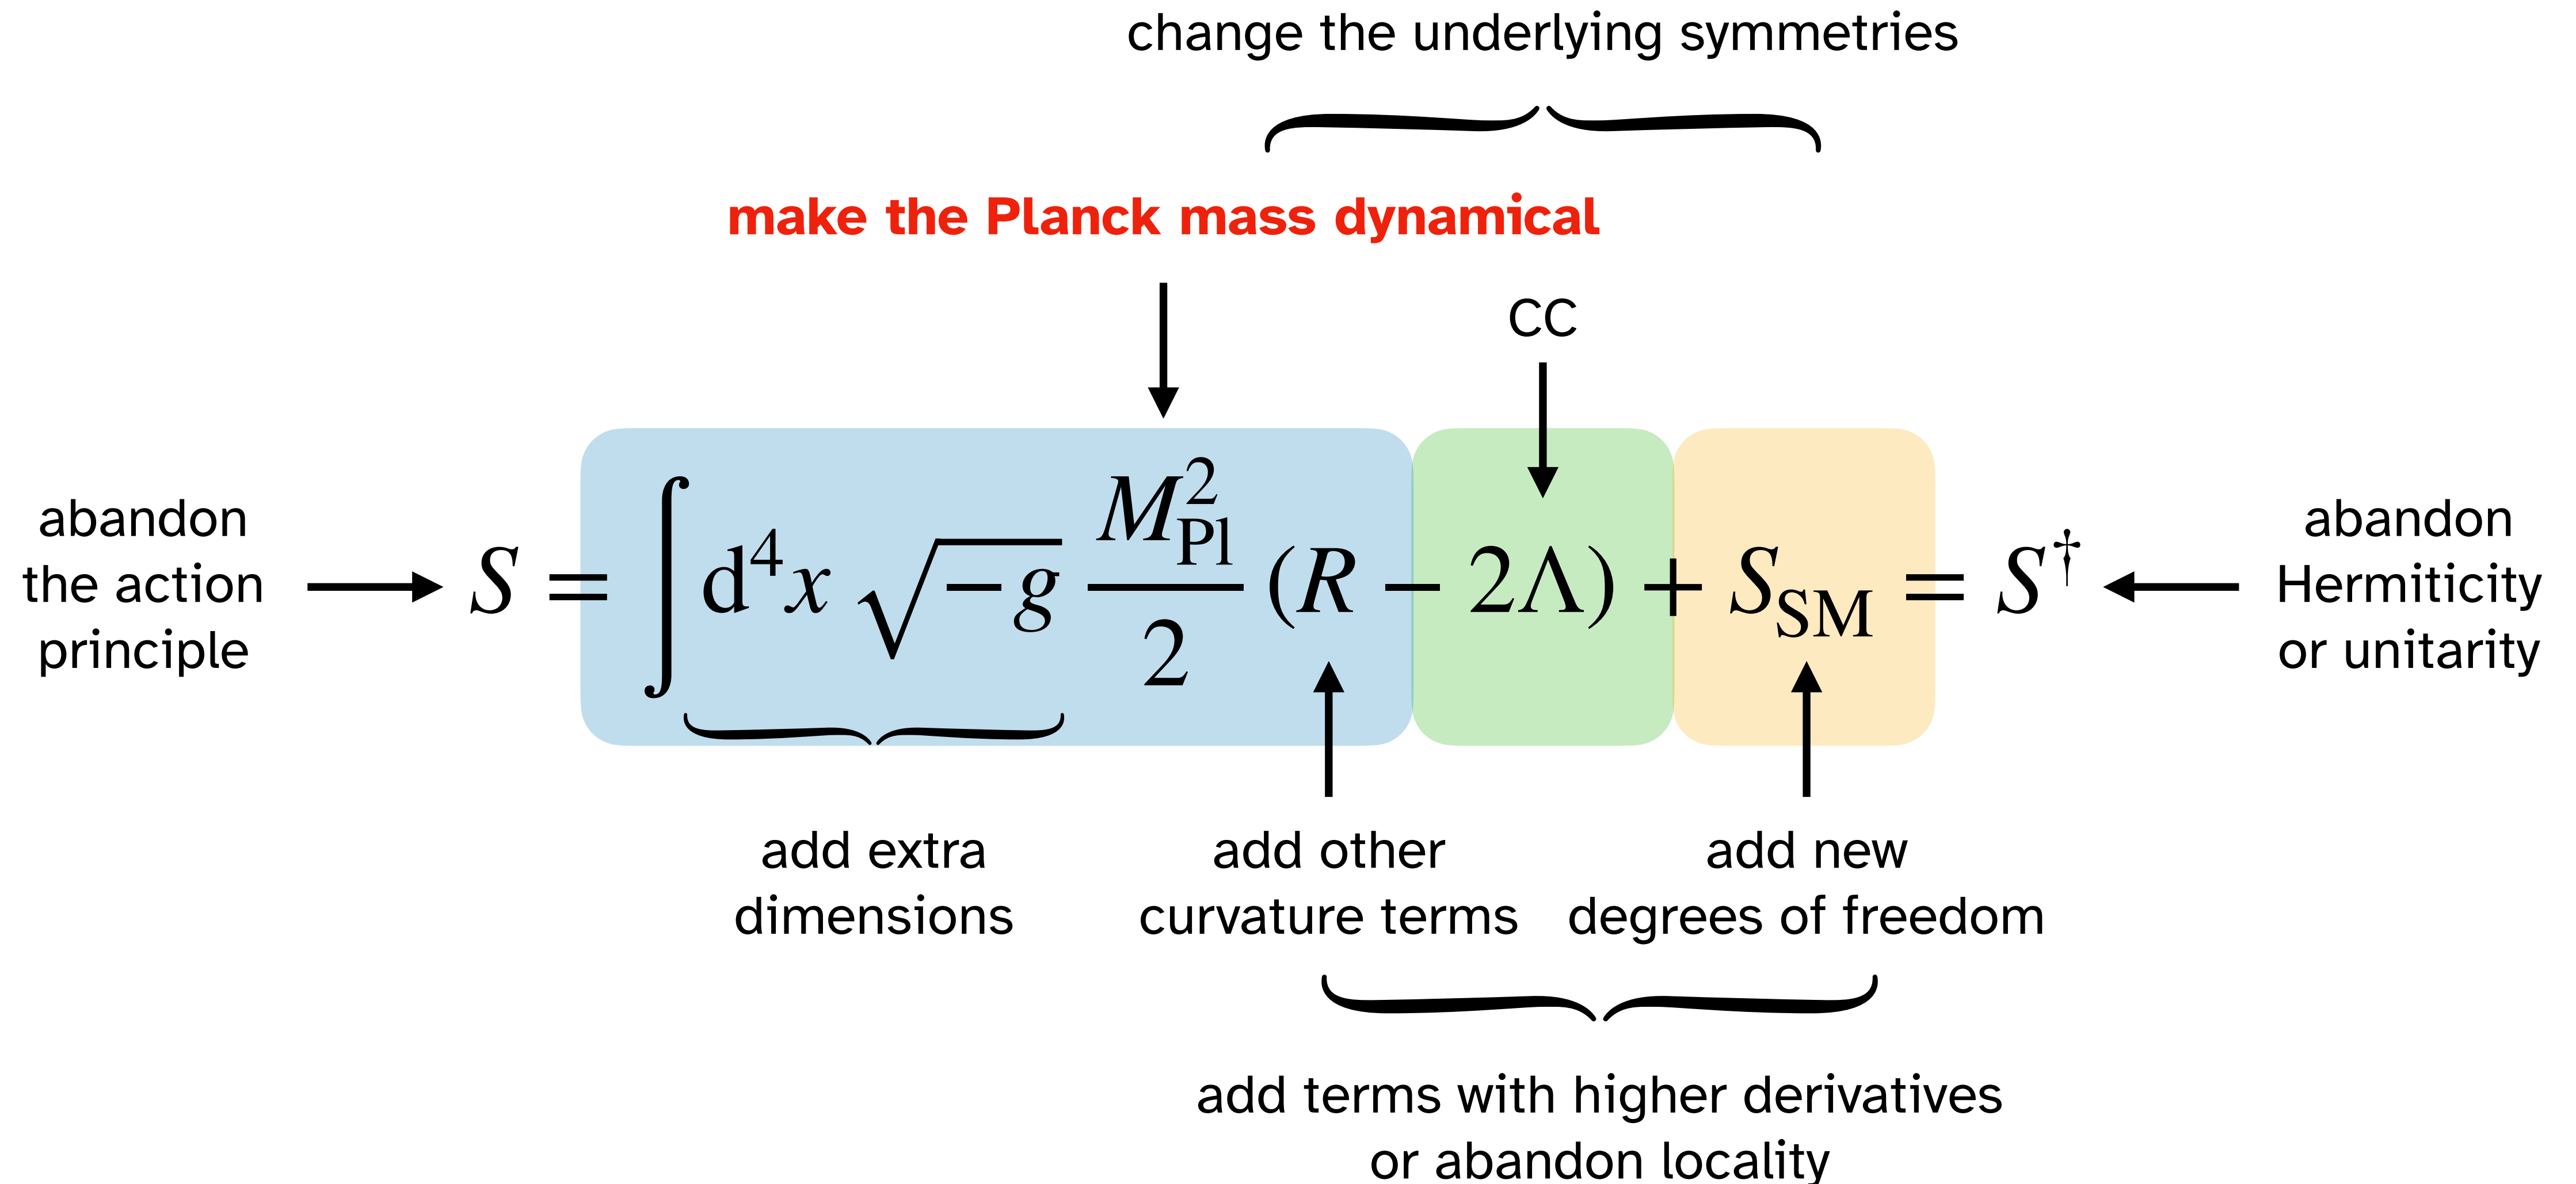 change the underlying symmetries
make the Planck mass dynamical
CC
abandon
the action
principle
S = ∫ d⁴x √−g M²_Pl/2 (R − 2Λ) + S_SM = S†
abandon
Hermiticity
or unitarity
add extra
dimensions
add other
curvature terms
add new
degrees of freedom
add terms with higher derivatives
or abandon locality